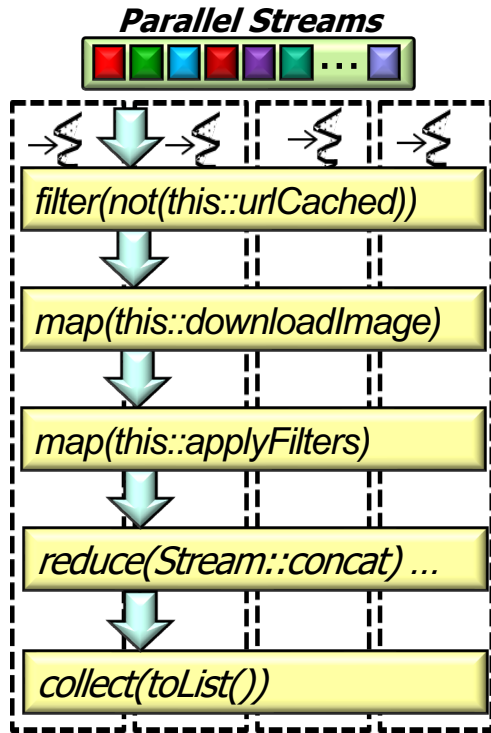 Parallel Streams
...
filter(not(this::urlCached))
map(this::downloadImage)
map(this::applyFilters)
reduce(Stream::concat) ...
collect(toList())